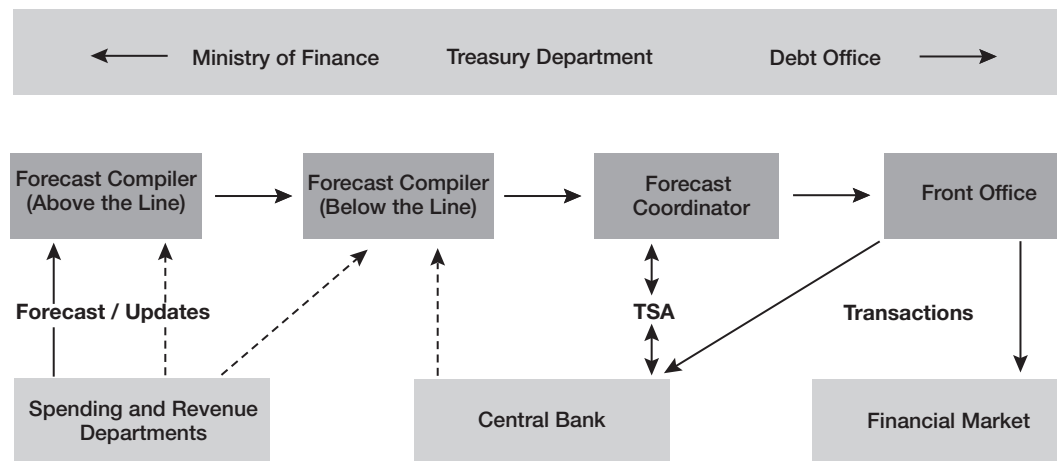 Ministry of Finance
Treasury Department
Debt Office
Forecast Compiler
(Above the Line)
Forecast Compiler
(Below the Line)
Forecast
Coordinator
Front Office
Forecast / Updates
TSA
Transactions
Spending and Revenue
Departments
Central Bank
Financial Market